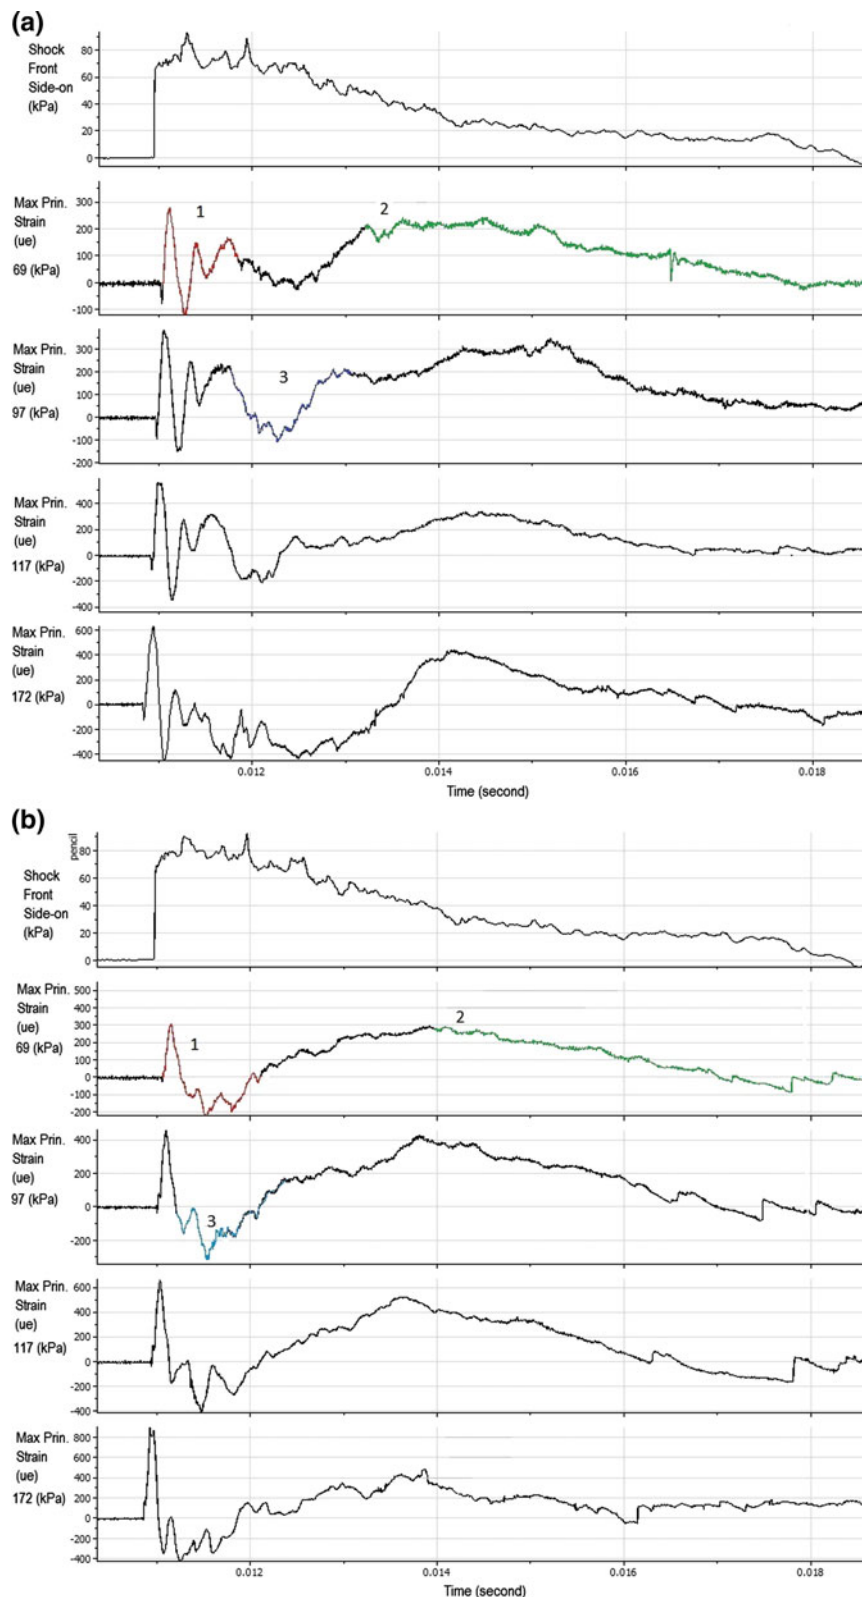 (a)
Shock
Front
Side-on
(kPa)
80
60
40
20
0
Max Prin.
Strain
(ue)
69 (kPa)
300
200
100
0
-100
1
2
Max Prin.
Strain
(ue)
97 (kPa)
300
200
100
0
-100
-200
3
Max Prin.
Strain
(ue)
117 (kPa)
400
200
0
-200
-400
Max Prin.
Strain
(ue)
172 (kPa)
600
400
200
0
-200
-400
0.012
0.014
0.016
0.018
Time (second)
(b)
pencil
Shock
Front
Side-on
(kPa)
80
60
40
20
0
Max Prin.
Strain
(ue)
69 (kPa)
500
400
300
200
100
0
-100
-200
1
2
Max Prin.
Strain
(ue)
97 (kPa)
400
200
0
-200
3
Max Prin.
Strain
(ue)
117 (kPa)
600
400
200
0
-200
-400
Max Prin.
Strain
(ue)
172 (kPa)
800
600
400
200
0
-200
-400
0.012
0.014
0.016
0.018
Time (second)